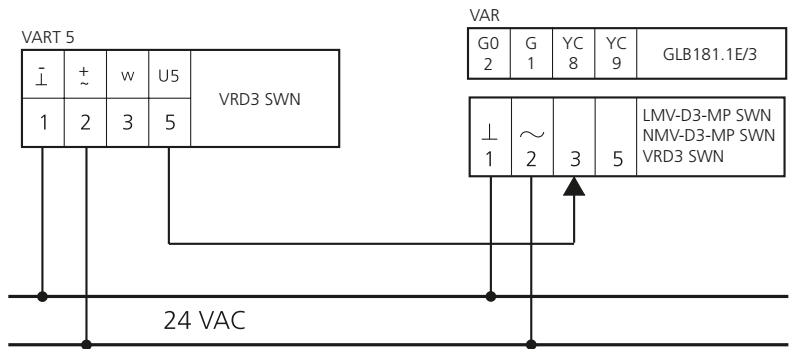 VART 5
- ⊥ + ~ w U5
VRD3 SWN
1 2 3 5
VAR
G0 G YC YC
2 1 8 9
GLB181.1E/3
⊥ ~
1 2 3 5
LMV-D3-MP SWN
NMV-D3-MP SWN
VRD3 SWN
24 VAC